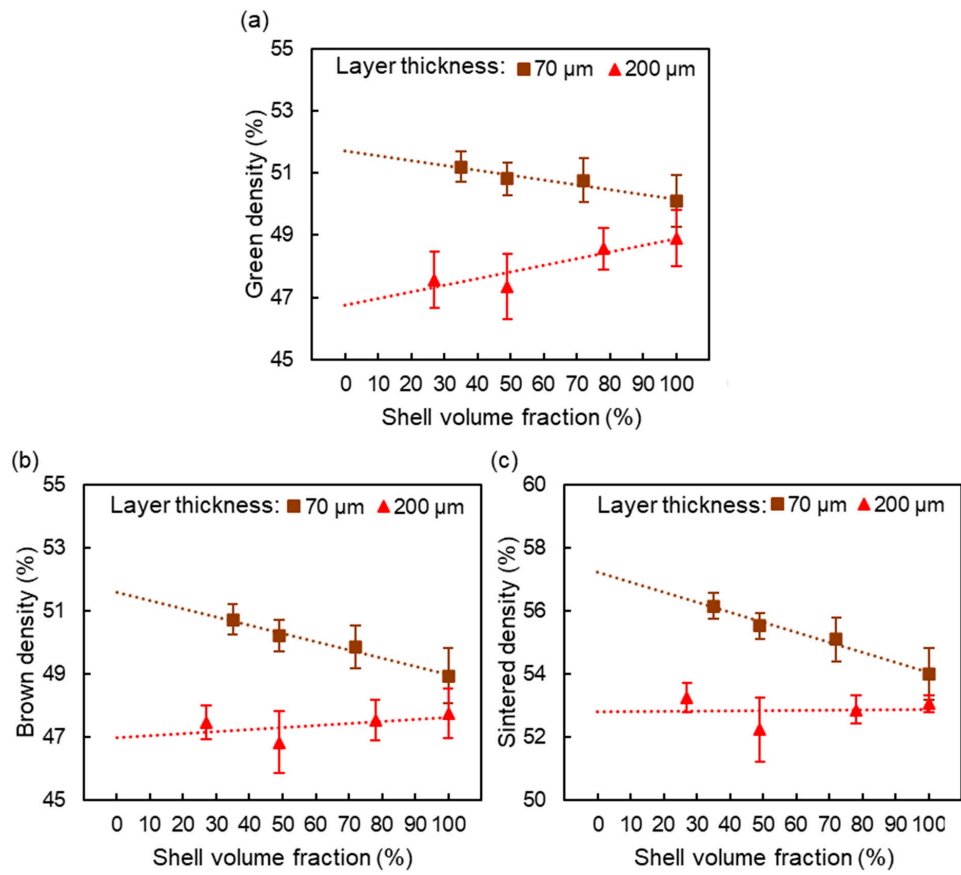 (a)
Layer thickness: 70 µm 200 µm
55
53
51
49
47
45
Green density (%)
0 10 20 30 40 50 60 70 80 90 100
Shell volume fraction (%)
(b)
Layer thickness: 70 µm 200 µm
55
53
51
49
47
45
Brown density (%)
0 10 20 30 40 50 60 70 80 90 100
Shell volume fraction (%)
(c)
Layer thickness: 70 µm 200 µm
60
58
56
54
52
50
Sintered density (%)
0 10 20 30 40 50 60 70 80 90 100
Shell volume fraction (%)